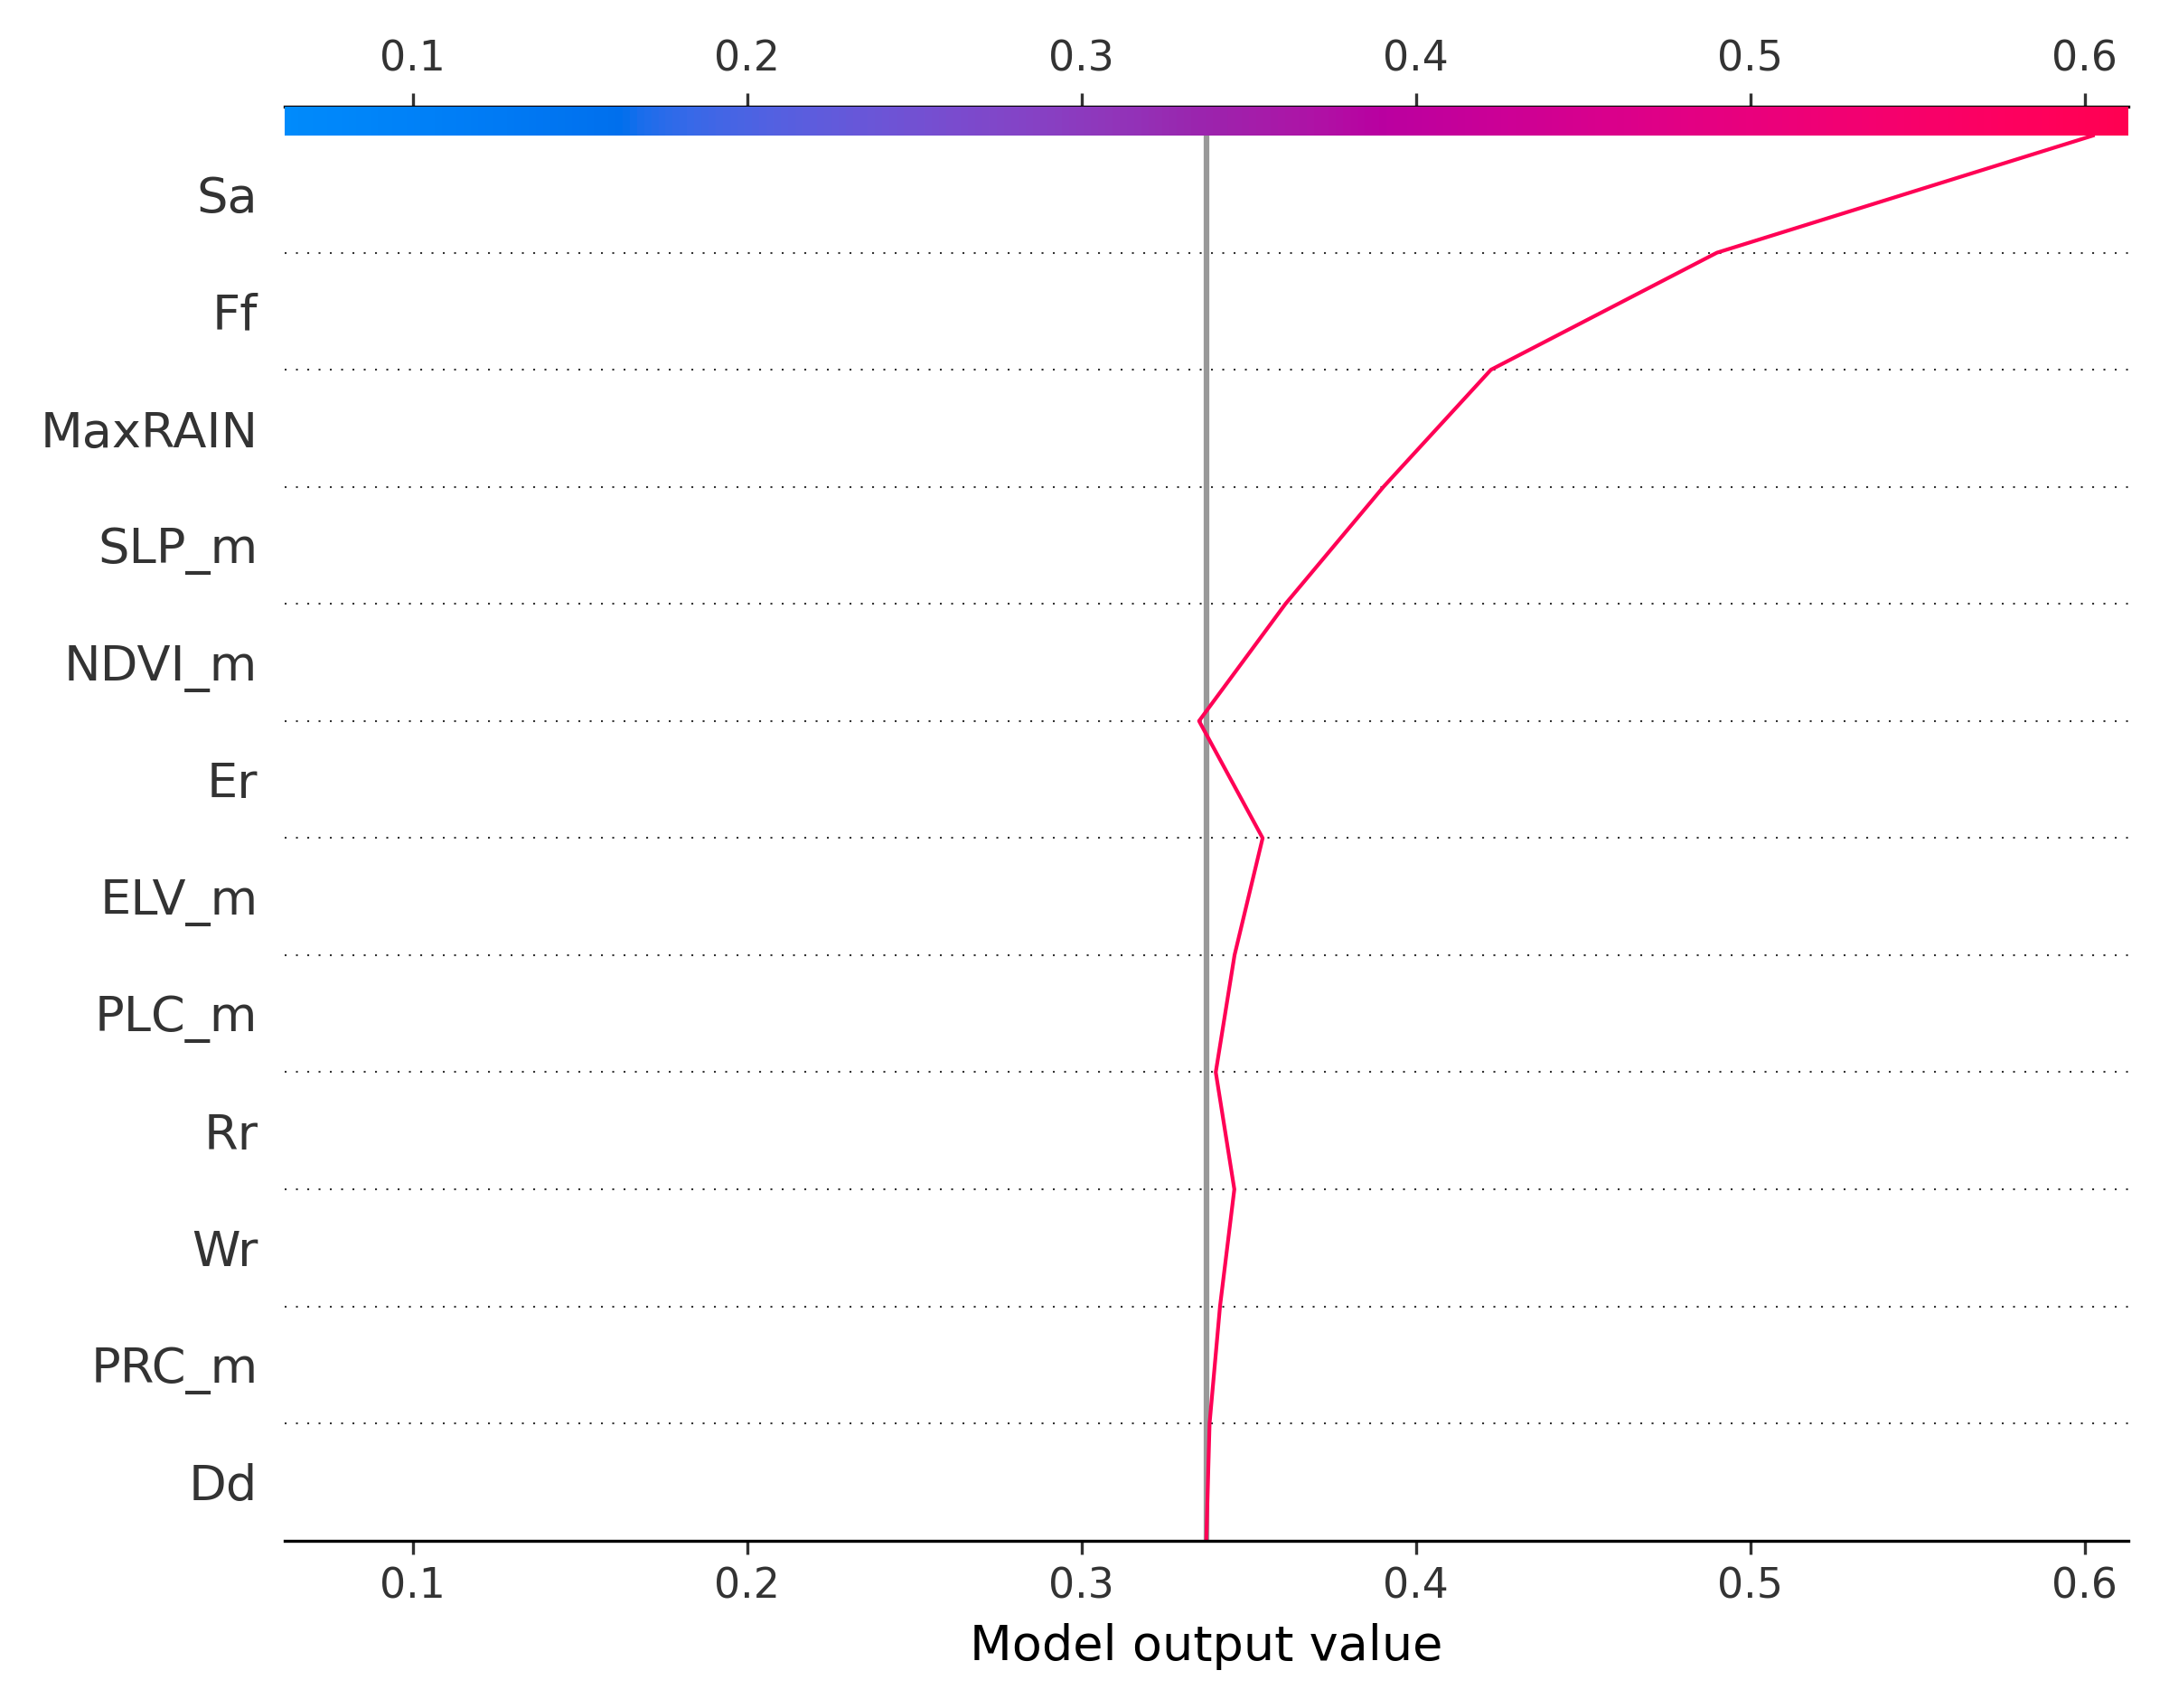 0.1 0.2 0.3 0.4 0.5 0.6
Sa
Ff
MaxRAIN
SLP_m
NDVI_m
Er
ELV_m
PLC_m
Rr
Wr
PRC_m
Dd
0.1 0.2 0.3 0.4 0.5 0.6
Model output value